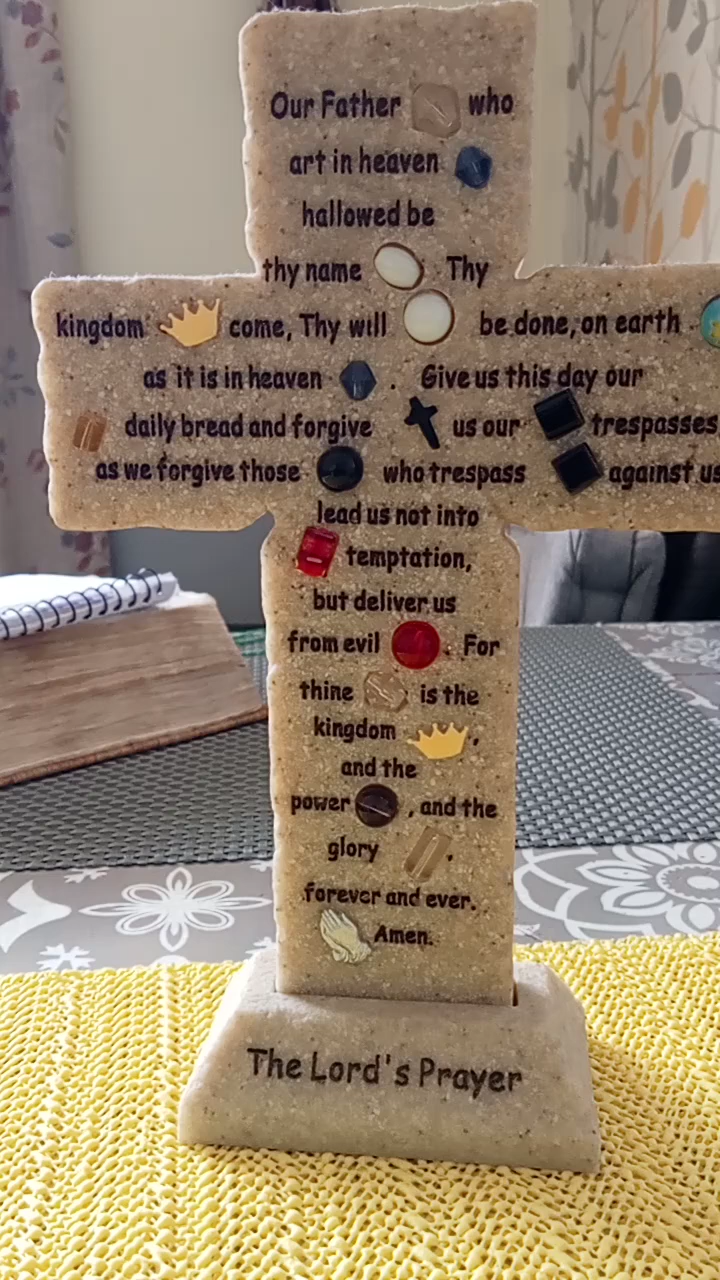 Our Father who
art in heaven
hallowed be
thy name Thy
kingdom come, Thy will be done, on earth
as it is in heaven . Give us this day our
daily bread and forgive us our trespasses,
as we forgive those who trespass against us
lead us not into
temptation,
but deliver us
from evil . For
thine is the
kingdom ,
and the
power , and the
glory .
forever and ever.
Amen.
The Lord's Prayer